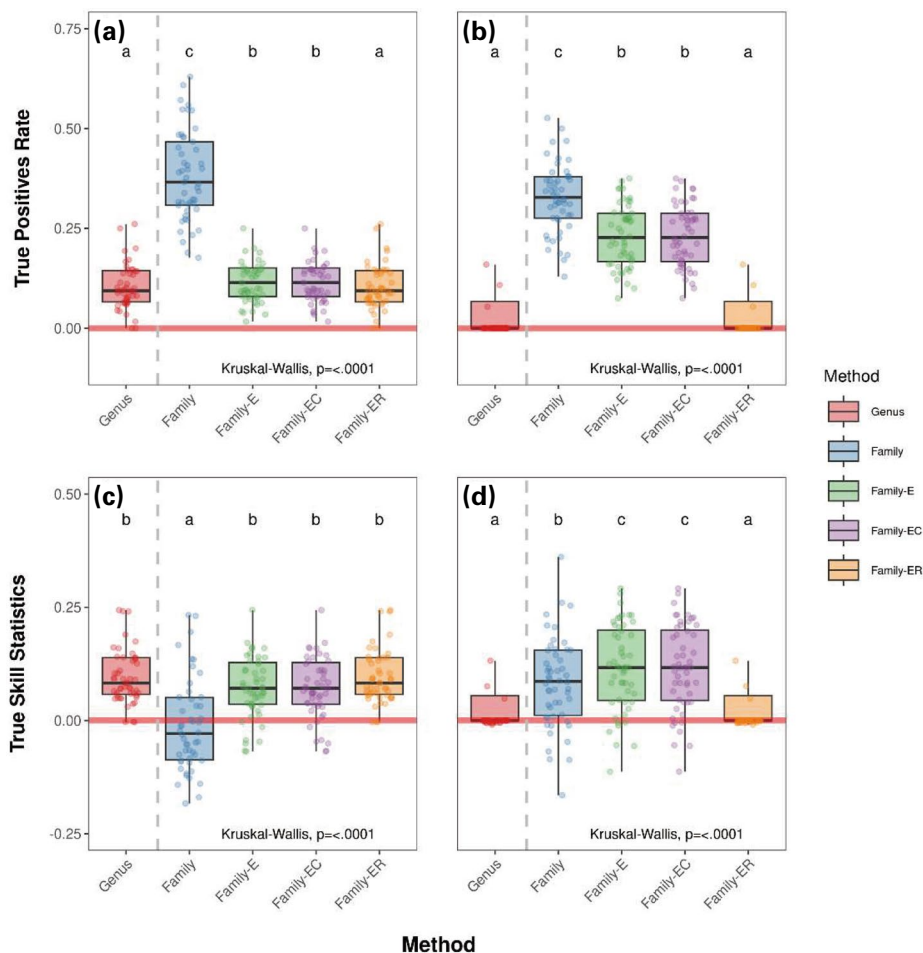 (a)
a
c
b
b
a
0.75
0.50
0.25
0.00
True Positives Rate
Kruskal-Wallis, p=<.0001
Genus
Family
Family-E
Family-EC
Family-ER
(b)
a
c
b
b
a
Kruskal-Wallis, p=<.0001
Genus
Family
Family-E
Family-EC
Family-ER
Method
Genus
Family
Family-E
Family-EC
Family-ER
(c)
b
a
b
b
b
0.50
0.25
0.00
-0.25
True Skill Statistics
Kruskal-Wallis, p=<.0001
Genus
Family
Family-E
Family-EC
Family-ER
(d)
a
b
c
c
a
Kruskal-Wallis, p=<.0001
Genus
Family
Family-E
Family-EC
Family-ER
Method